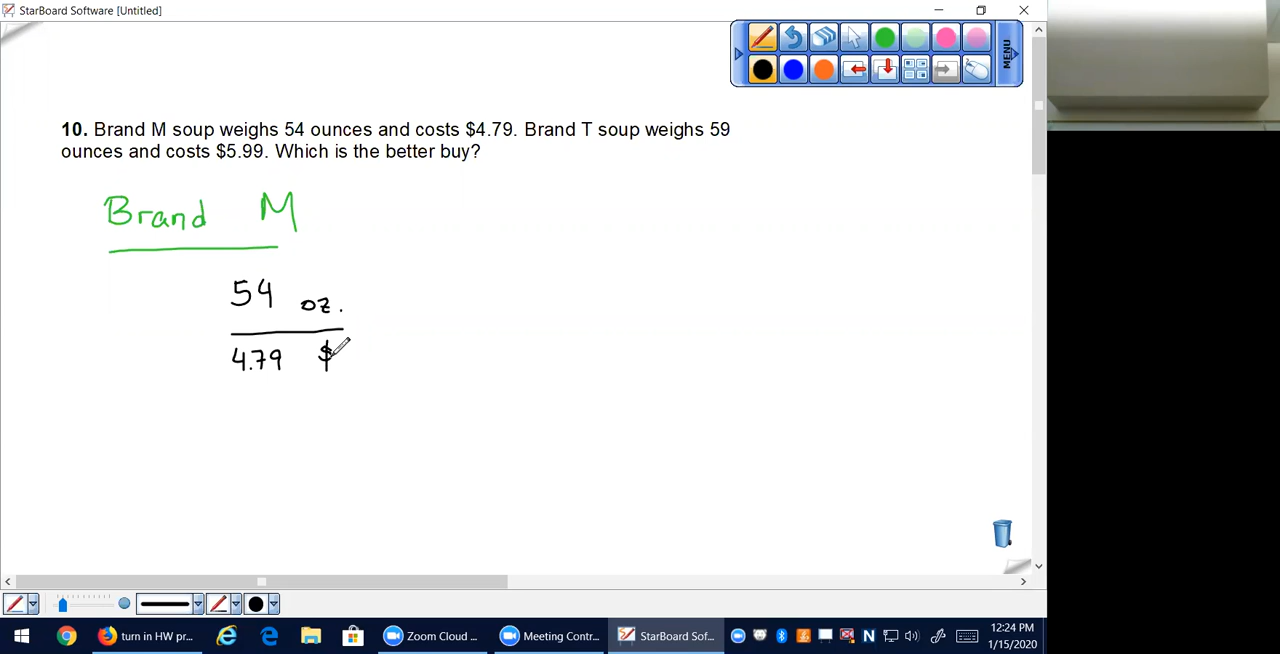 StarBoard Software [Untitled]
MENU
10. Brand M soup weighs 54 ounces and costs $4.79. Brand T soup weighs 59
ounces and costs $5.99. Which is the better buy?
Brand M
54 oz.
4.79 $
turn in HW pr...
Zoom Cloud ...
Meeting Contr...
StarBoard Sof...
12:24 PM
1/15/2020